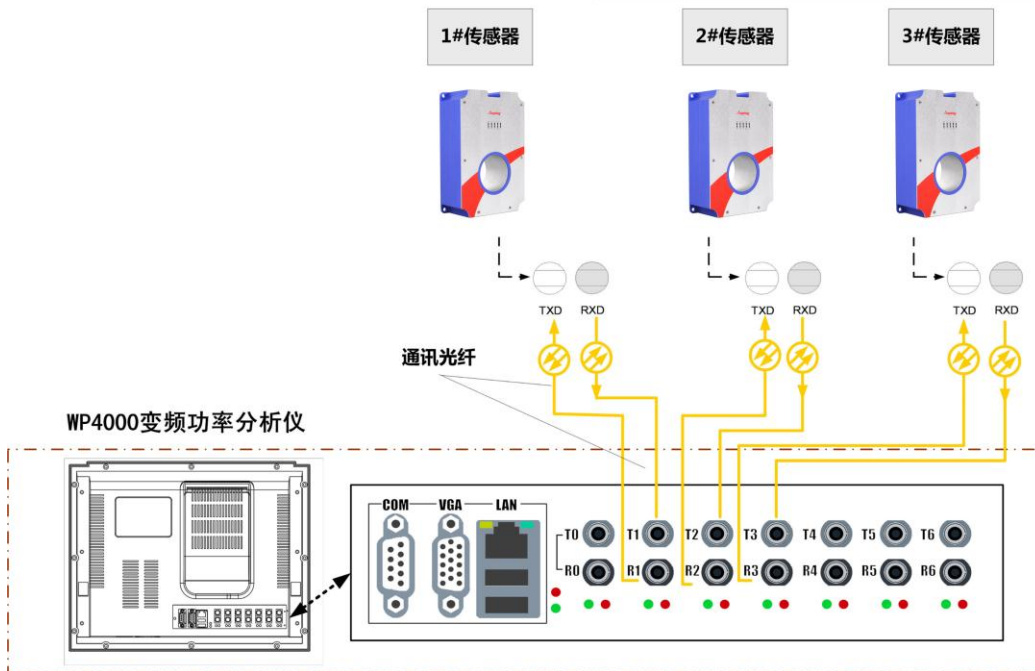 1#传感器
2#传感器
3#传感器
TXD RXD
TXD RXD
TXD RXD
通讯光纤
WP4000变频功率分析仪
COM VGA LAN
T0 T1 T2 T3 T4 T5 T6
R0 R1 R2 R3 R4 R5 R6